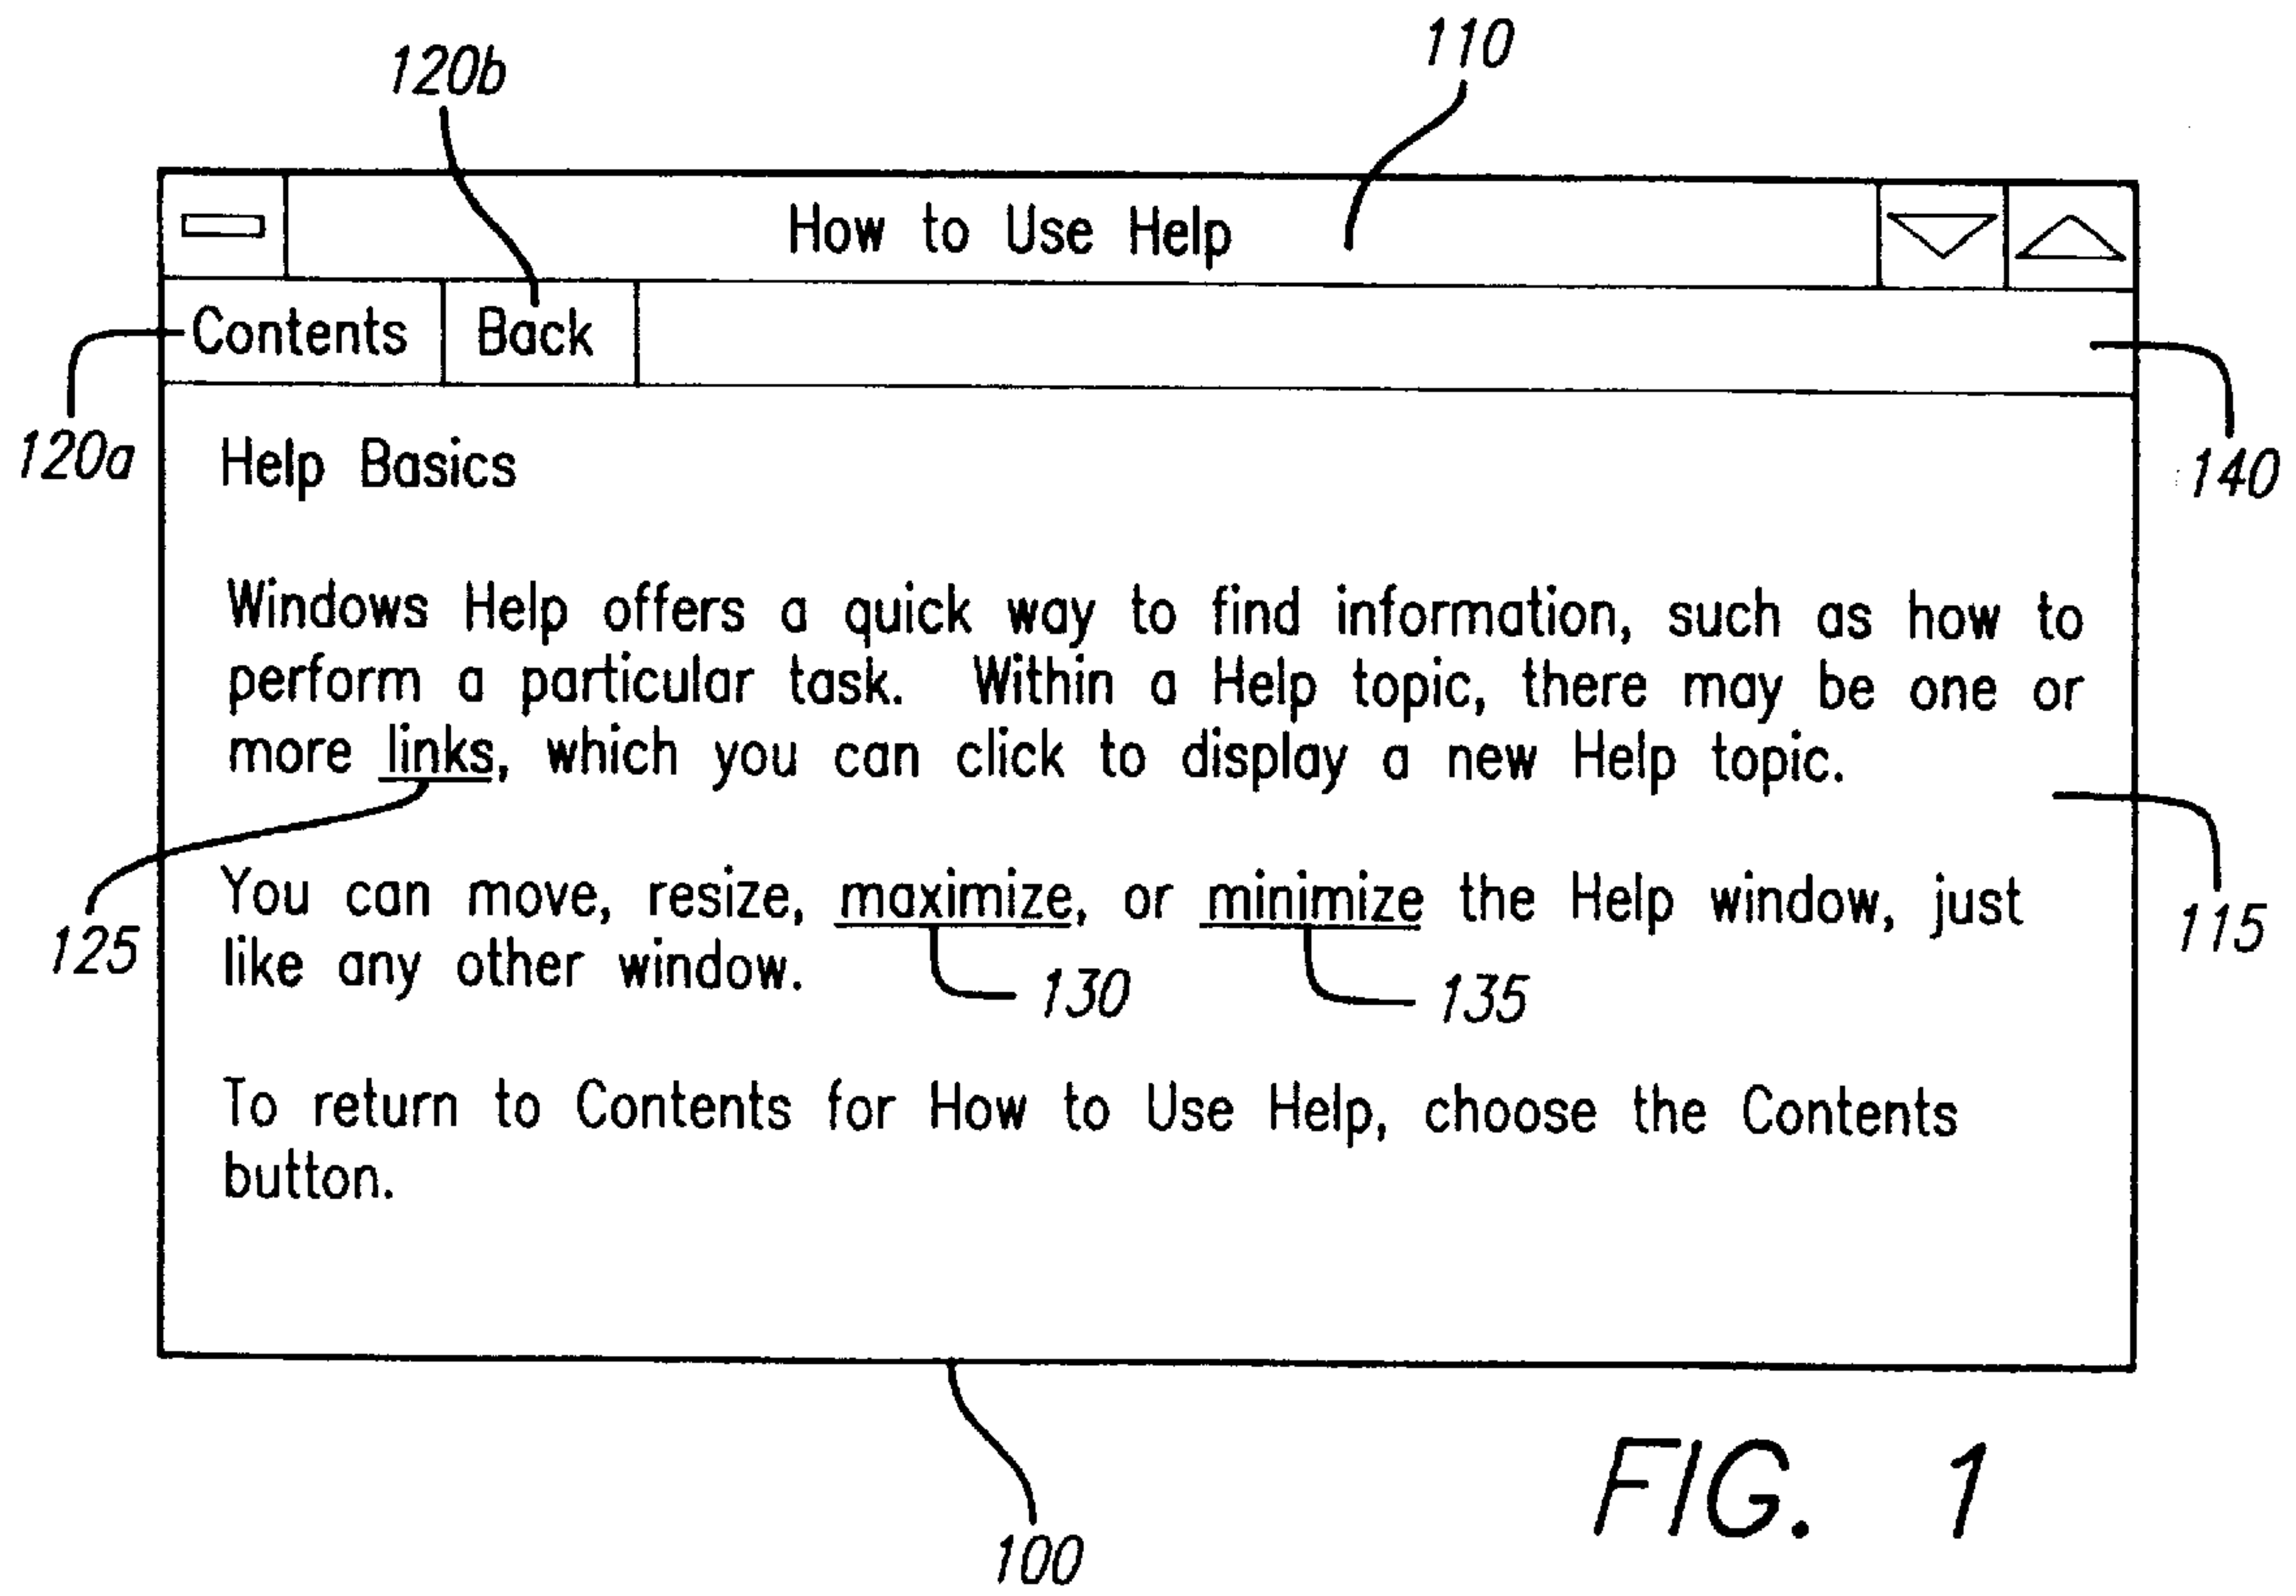 120b
110
How to Use Help
Contents Back
120a
140
Help Basics
Windows Help offers a quick way to find information, such as how to
perform a particular task. Within a Help topic, there may be one or
more links, which you can click to display a new Help topic.
You can move, resize, maximize, or minimize the Help window, just
like any other window.
125
130
135
115
To return to Contents for How to Use Help, choose the Contents
button.
100
FIG. 1